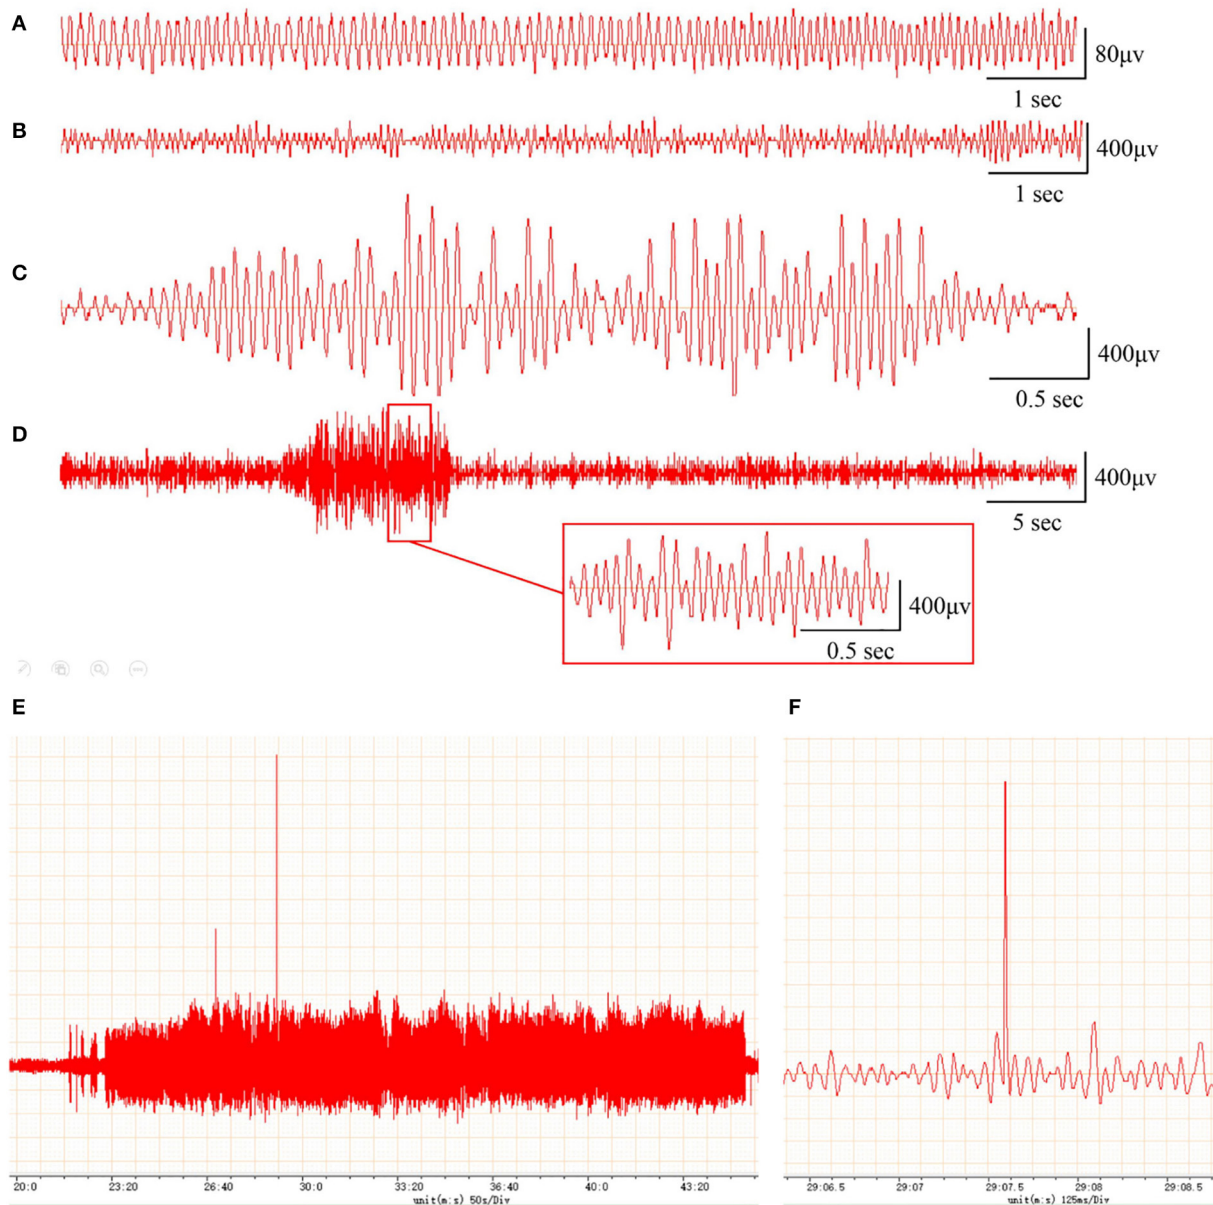 A
80μv
1 sec
B
400μv
1 sec
C
400μv
0.5 sec
D
400μv
5 sec
400μv
0.5 sec
E
F
20:0 23:20 26:40 30:0 33:20 36:40 40:0 43:20
unit(m:s) 50s/Div
29:06.5 29:07 29:07.5 29:08 29:08.5
unit(m:s) 125ms/Div